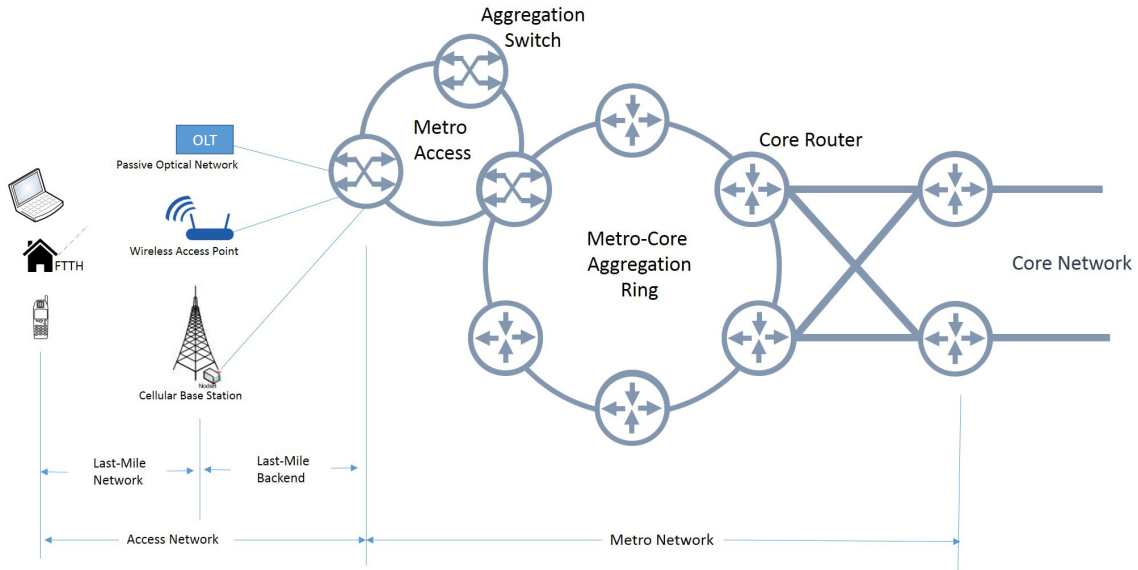 Aggregation
Switch
OLT
Passive Optical Network
Metro
Access
Core Router
FTTH
Wireless Access Point
Metro-Core
Aggregation
Ring
Core Network
NodeB
Cellular Base Station
Last-Mile
Network
Last-Mile
Backend
Access Network
Metro Network